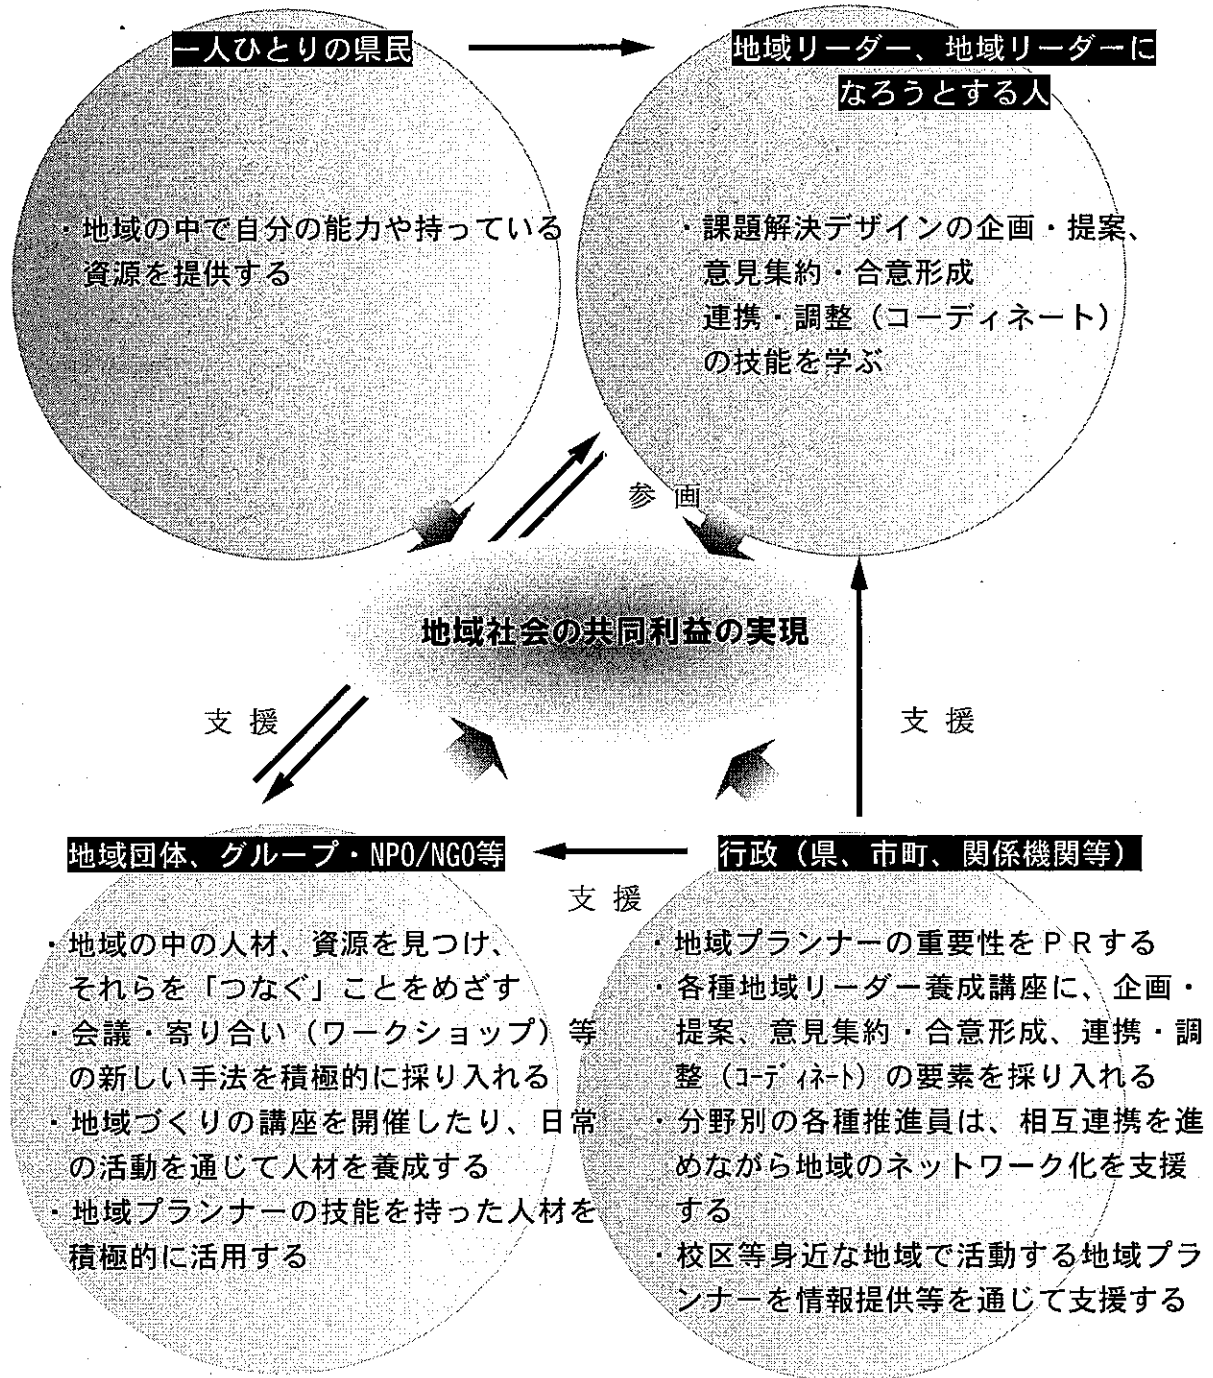 一人ひとりの県民
・地域の中で自分の能力や持っている
資源を提供する
地域リーダー、地域リーダーに
なろうとする人
・課題解決デザインの企画・提案、
意見集約・合意形成
連携・調整（コーディネート）
の技能を学ぶ
参画
地域社会の共同利益の実現
支援
支援
地域団体、グループ・NPO/NGO等
支援
・地域の中の人材、資源を見つけ、
それらを「つなぐ」ことをめざす
・会議・寄り合い（ワークショップ）等
の新しい手法を積極的に採り入れる
・地域づくりの講座を開催したり、日常
の活動を通じて人材を養成する
・地域プランナーの技能を持った人材を
積極的に活用する
行政（県、市町、関係機関等）
・地域プランナーの重要性をＰＲする
・各種地域リーダー養成講座に、企画・
提案、意見集約・合意形成、連携・調
整（ｺｰﾃﾞｨﾈｰﾄ）の要素を採り入れる
・分野別の各種推進員は、相互連携を進
めながら地域のネットワーク化を支援
する
・校区等身近な地域で活動する地域プラ
ンナーを情報提供等を通じて支援する